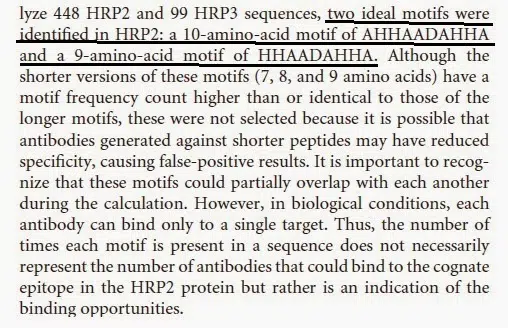 lyze 448 HRP2 and 99 HRP3 sequences, two ideal motifs were
identified in HRP2: a 10-amino-acid motif of AHHAADAHHA
and a 9-amino-acid motif of HHAADAHHA. Although the
shorter versions of these motifs (7, 8, and 9 amino acids) have a
motif frequency count higher than or identical to those of the
longer motifs, these were not selected because it is possible that
antibodies generated against shorter peptides may have reduced
specificity, causing false-positive results. It is important to recog-
nize that these motifs could partially overlap with each another
during the calculation. However, in biological conditions, each
antibody can bind only to a single target. Thus, the number of
times each motif is present in a sequence does not necessarily
represent the number of antibodies that could bind to the cognate
epitope in the HRP2 protein but rather is an indication of the
binding opportunities.